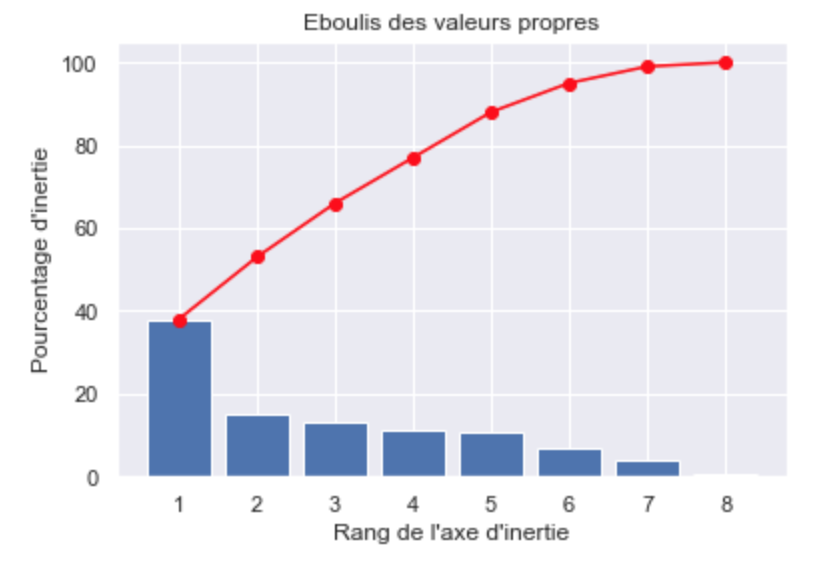 Eboulis des valeurs propres
100
80
60
40
20
0
Pourcentage d'inertie
1 2 3 4 5 6 7 8
Rang de l'axe d'inertie